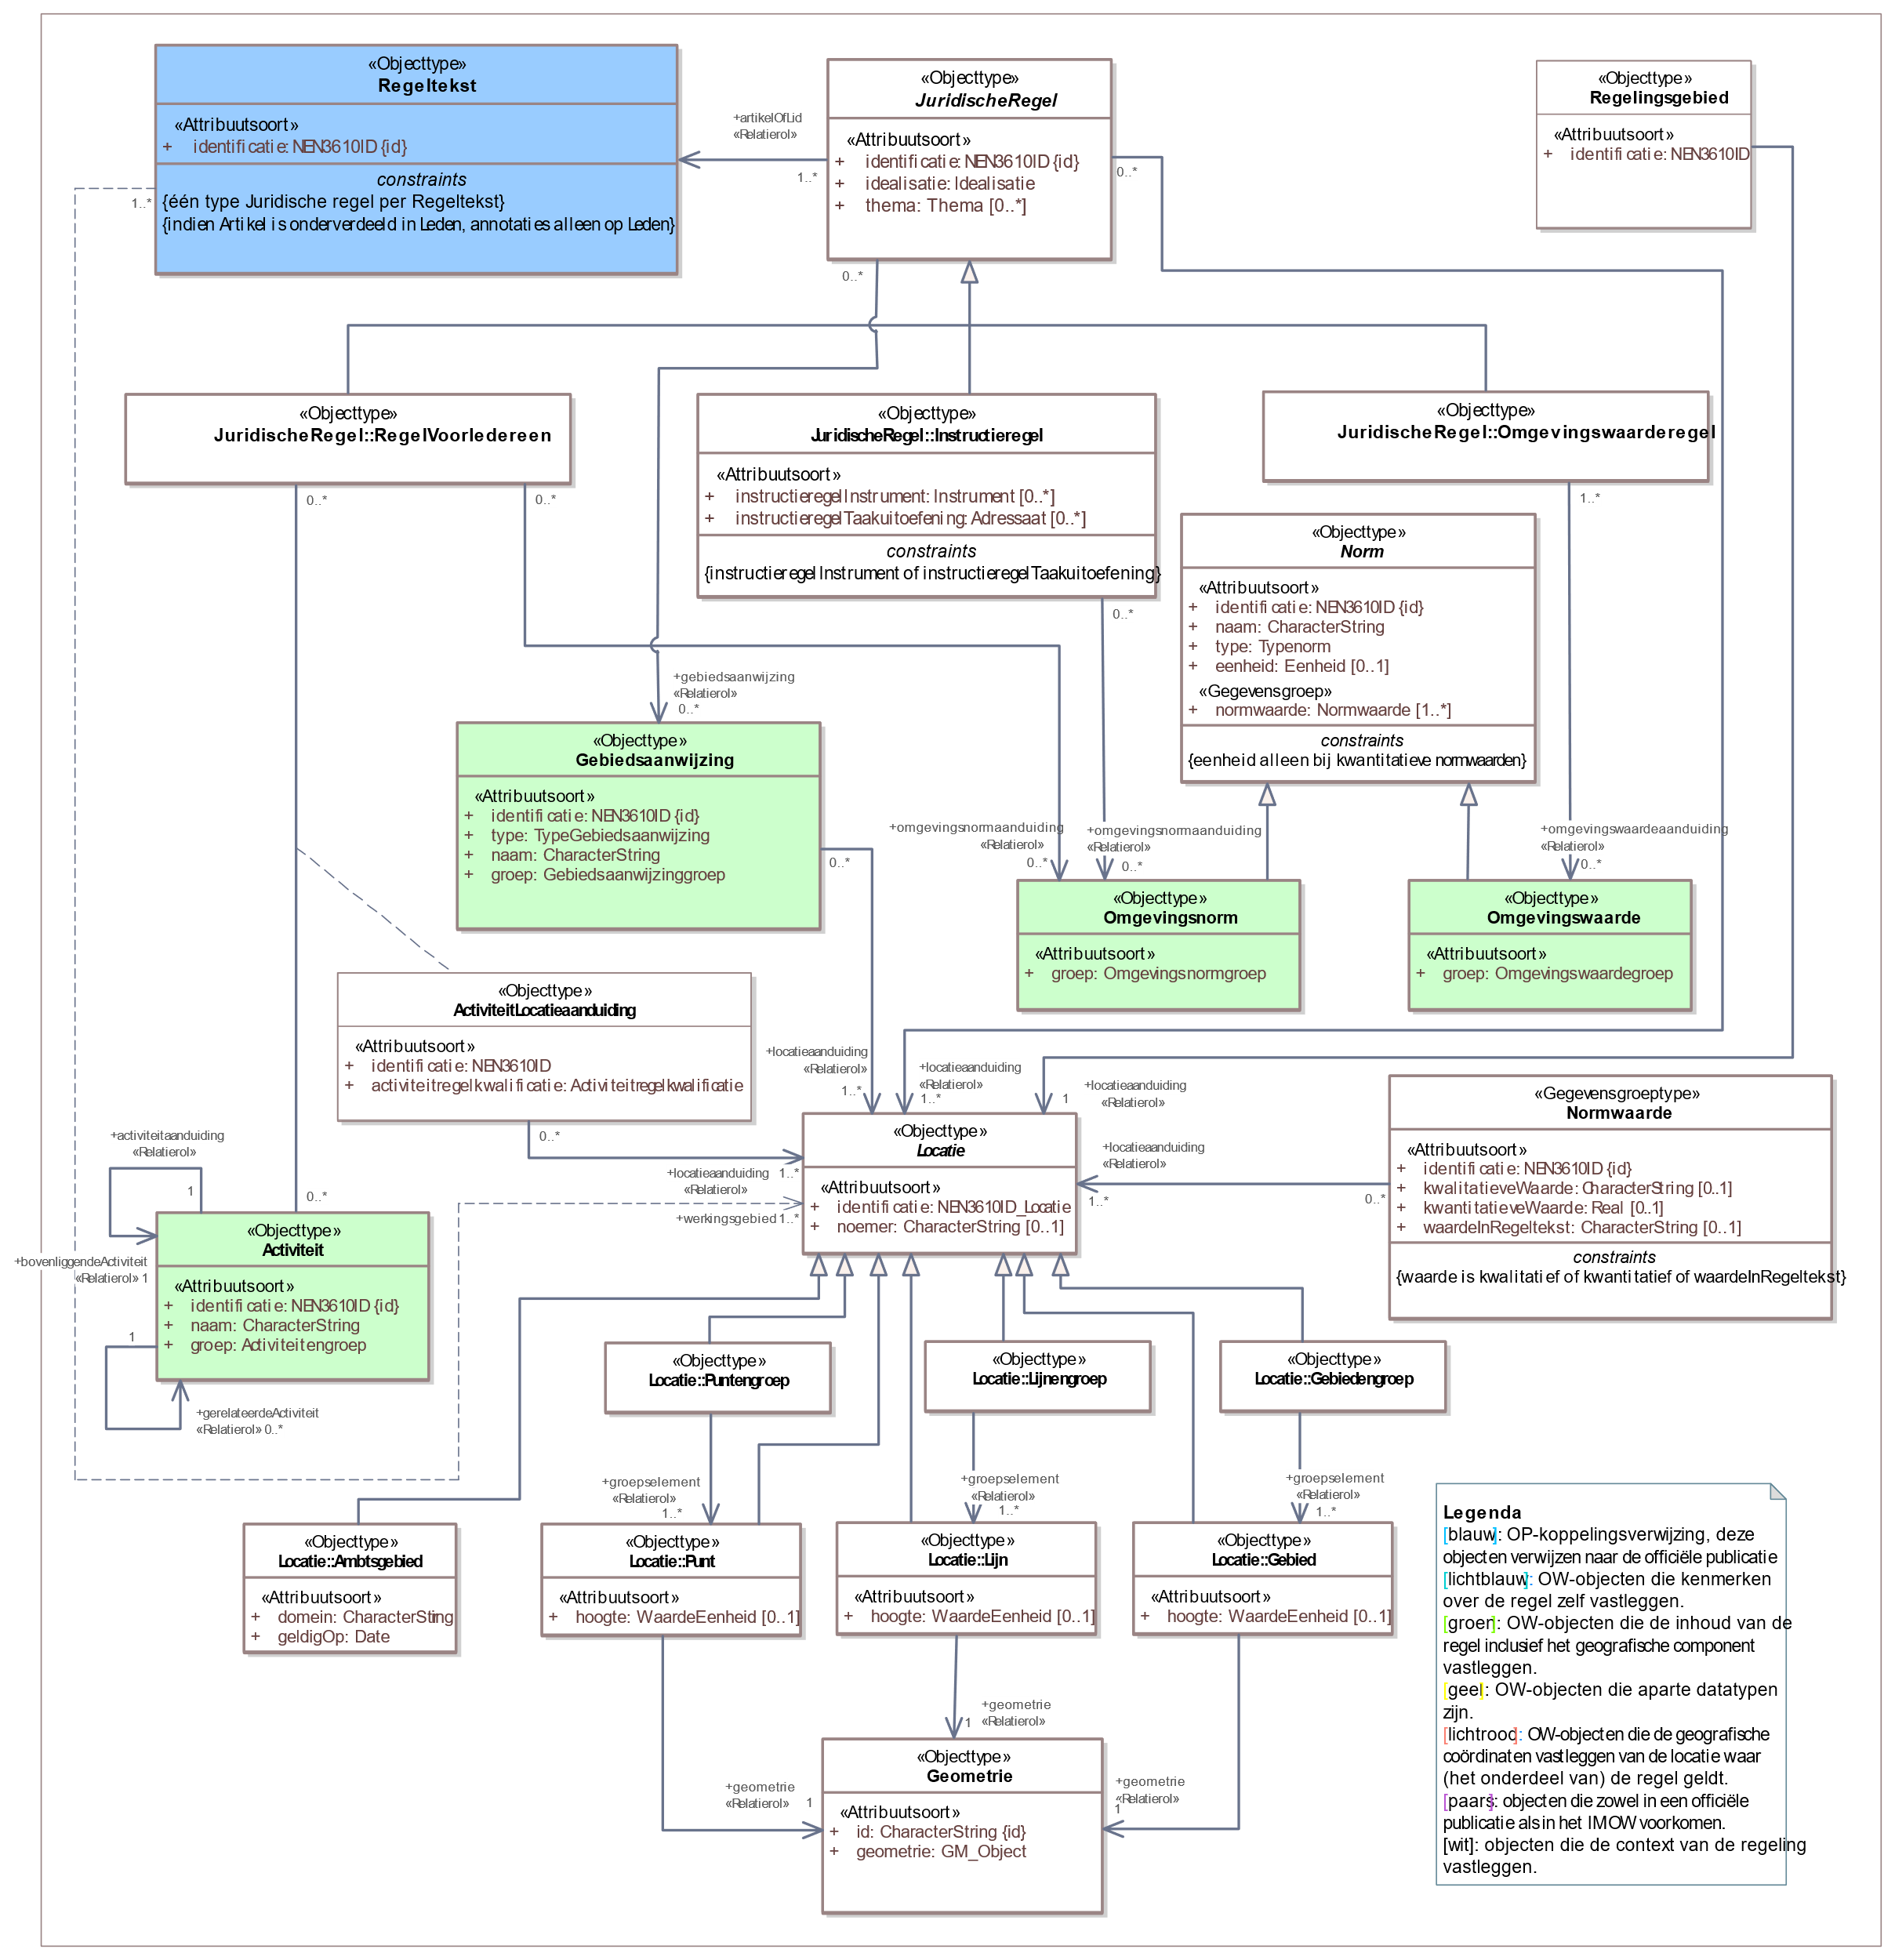 «Objecttype»
Regeltekst
«Attribuutsoort»
+ identificatie: NEN3610ID {id}
constraints
{één type Juridische regel per Regeltekst}
{indien Artikel is onderverdeeld in Leden, annotaties alleen op Leden}
1..*
+artikelOfLid
«Relatierol»
1..*
«Objecttype»
JuridischeRegel
«Attribuutsoort»
+ identificatie: NEN3610ID {id}
+ idealisatie: Idealisatie
+ thema: Thema [0..*]
0..*
0..*
«Objecttype»
Regelingsgebied
«Attribuutsoort»
+ identificatie: NEN3610ID
«Objecttype»
JuridischeRegel::RegelVoorIedereen
0..*
0..*
«Objecttype»
JuridischeRegel::Instructieregel
«Attribuutsoort»
+ instructieregelInstrument: Instrument [0..*]
+ instructieregelTaakuitoefening: Adressaat [0..*]
constraints
{instructieregelInstrument of instructieregelTaakuitoefening}
0..*
«Objecttype»
JuridischeRegel::Omgevingswaarderegel
1..*
«Objecttype»
Norm
«Attribuutsoort»
+ identificatie: NEN3610ID {id}
+ naam: CharacterString
+ type: Typenorm
+ eenheid: Eenheid [0..1]
«Gegevensgroep»
+ normwaarde: Normwaarde [1..*]
constraints
{eenheid alleen bij kwantitatieve normwaarden}
+gebiedsaanwijzing
«Relatierol»
0..*
«Objecttype»
Gebiedsaanwijzing
«Attribuutsoort»
+ identificatie: NEN3610ID {id}
+ type: TypeGebiedsaanwijzing
+ naam: CharacterString
+ groep: Gebiedsaanwijzinggroep
0..*
+omgevingsnormaanduiding
«Relatierol»
0..*
+omgevingsnormaanduiding
«Relatierol»
0..*
+omgevingswaardeaanduiding
«Relatierol»
0..*
«Objecttype»
Omgevingsnorm
«Attribuutsoort»
+ groep: Omgevingsnormgroep
«Objecttype»
Omgevingswaarde
«Attribuutsoort»
+ groep: Omgevingswaardegroep
«Objecttype»
ActiviteitLocatieaanduiding
«Attribuutsoort»
+ identificatie: NEN3610ID
+ activiteitregelkwalificatie: Activiteitregelkwalificatie
0..*
+locatieaanduiding
«Relatierol»
1..*
+locatieaanduiding
«Relatierol»
1..*
+locatieaanduiding
«Relatierol»
1
+locatieaanduiding 1..*
«Relatierol»
+werkingsgebied 1..*
«Objecttype»
Locatie
«Attribuutsoort»
+ identificatie: NEN3610ID_Locatie
+ noemer: CharacterString [0..1]
+locatieaanduiding
«Relatierol»
1..*
0..*
«Gegevensgroeptype»
Normwaarde
«Attribuutsoort»
+ identificatie: NEN3610ID {id}
+ kwalitatieveWaarde: CharacterString [0..1]
+ kwantitatieveWaarde: Real [0..1]
+ waardeInRegeltekst: CharacterString [0..1]
constraints
{waarde is kwalitatief of kwantitatief of waardeInRegeltekst}
+activiteitaanduiding
«Relatierol»
1
0..*
+bovenliggendeActiviteit
«Relatierol» 1
«Objecttype»
Activiteit
«Attribuutsoort»
+ identificatie: NEN3610ID {id}
+ naam: CharacterString
+ groep: Activiteitengroep
1
+gerelateerdeActiviteit
«Relatierol» 0..*
«Objecttype»
Locatie::Puntengroep
«Objecttype»
Locatie::Lijnengroep
«Objecttype»
Locatie::Gebiedengroep
+groepselement
«Relatierol»
1..*
+groepselement
«Relatierol»
1..*
+groepselement
«Relatierol»
1..*
«Objecttype»
Locatie::Ambtsgebied
«Attribuutsoort»
+ domein: CharacterString
+ geldigOp: Date
«Objecttype»
Locatie::Punt
«Attribuutsoort»
+ hoogte: WaardeEenheid [0..1]
«Objecttype»
Locatie::Lijn
«Attribuutsoort»
+ hoogte: WaardeEenheid [0..1]
«Objecttype»
Locatie::Gebied
«Attribuutsoort»
+ hoogte: WaardeEenheid [0..1]
+geometrie
«Relatierol»
1
+geometrie
«Relatierol»
1
+geometrie
«Relatierol»
1
«Objecttype»
Geometrie
«Attribuutsoort»
+ id: CharacterString {id}
+ geometrie: GM_Object
Legenda
[blauw]: OP-koppelingsverwijzing, deze
objecten verwijzen naar de officiële publicatie
[lichtblauw]: OW-objecten die kenmerken
over de regel zelf vastleggen.
[groen]: OW-objecten die de inhoud van de
regel inclusief het geografische component
vastleggen.
[geel]: OW-objecten die aparte datatypen
zijn.
[lichtrood]: OW-objecten die de geografische
coördinaten vastleggen van de locatie waar
(het onderdeel van) de regel geldt.
[paars]: objecten die zowel in een officiële
publicatie als in het IMOW voorkomen.
[wit]: objecten die de context van de regeling
vastleggen.